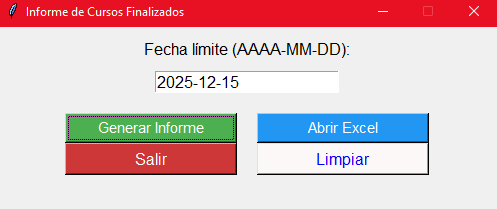 Informe de Cursos Finalizados
Fecha límite (AAAA-MM-DD):
2025-12-15
Generar Informe
Abrir Excel
Salir
Limpiar